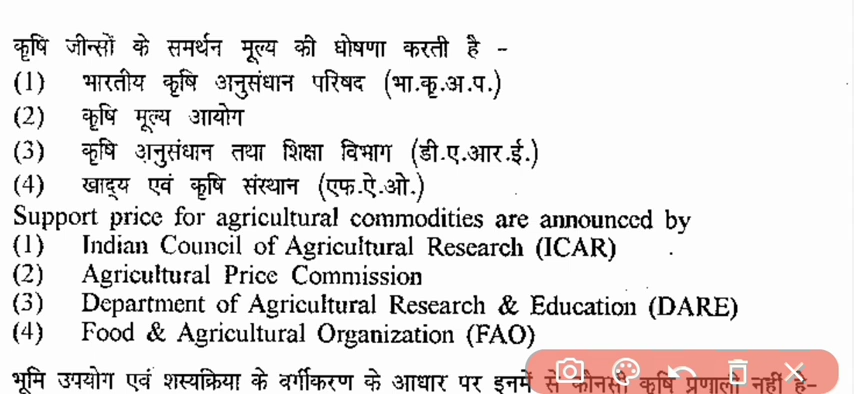 कृषि जीन्सों के समर्थन मूल्य की घोषणा करती है -
(1) भारतीय कृषि अनुसंधान परिषद (भा.कृ.अ.प.)
(2) कृषि मूल्य आयोग
(3) कृषि अनुसंधान तथा शिक्षा विभाग (डी.ए.आर.ई.)
(4) खाद्य एवं कृषि संस्थान (एफ.ऐ.ओ.)
Support price for agricultural commodities are announced by
(1) Indian Council of Agricultural Research (ICAR)
(2) Agricultural Price Commission
(3) Department of Agricultural Research & Education (DARE)
(4) Food & Agricultural Organization (FAO)
भूमि उपयोग एवं शस्यक्रिया के वर्गीकरण के आधार पर इनमें से कौनसी कृषि प्रणाली नहीं है-